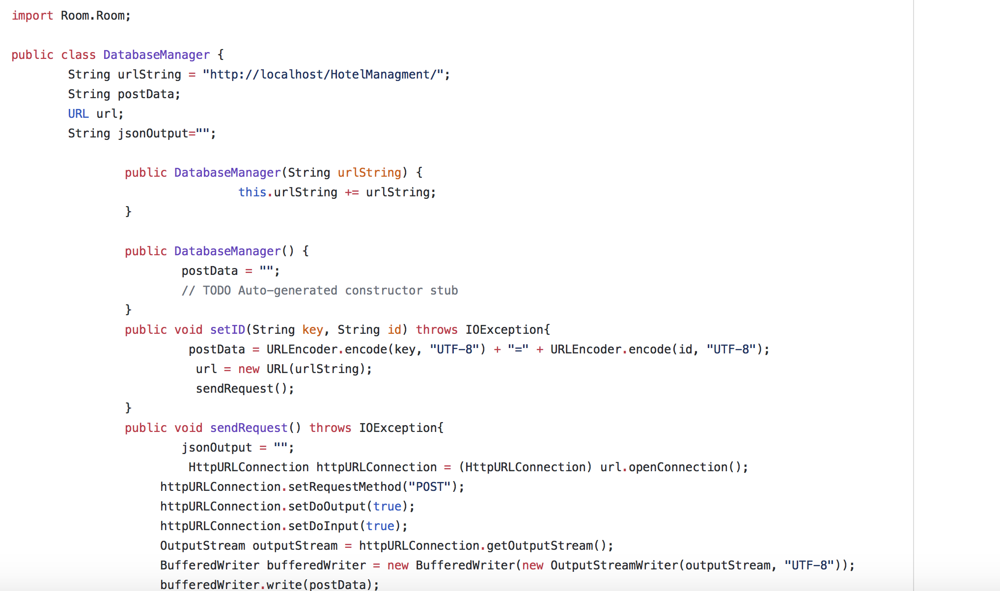 import Room.Room;
public class DatabaseManager {
String urlString = "http://localhost/HotelManagment/";
String postData;
URL url;
String jsonOutput="";
public DatabaseManager(String urlString) {
this.urlString += urlString;
}
public DatabaseManager() {
postData = "";
// TODO Auto-generated constructor stub
}
public void setID(String key, String id) throws IOException{
postData = URLEncoder.encode(key, "UTF-8") + "=" + URLEncoder.encode(id, "UTF-8");
url = new URL(urlString);
sendRequest();
}
public void sendRequest() throws IOException{
jsonOutput = "";
HttpURLConnection httpURLConnection = (HttpURLConnection) url.openConnection();
httpURLConnection.setRequestMethod("POST");
httpURLConnection.setDoOutput(true);
httpURLConnection.setDoInput(true);
OutputStream outputStream = httpURLConnection.getOutputStream();
BufferedWriter bufferedWriter = new BufferedWriter(new OutputStreamWriter(outputStream, "UTF-8"));
bufferedWriter.write(postData);